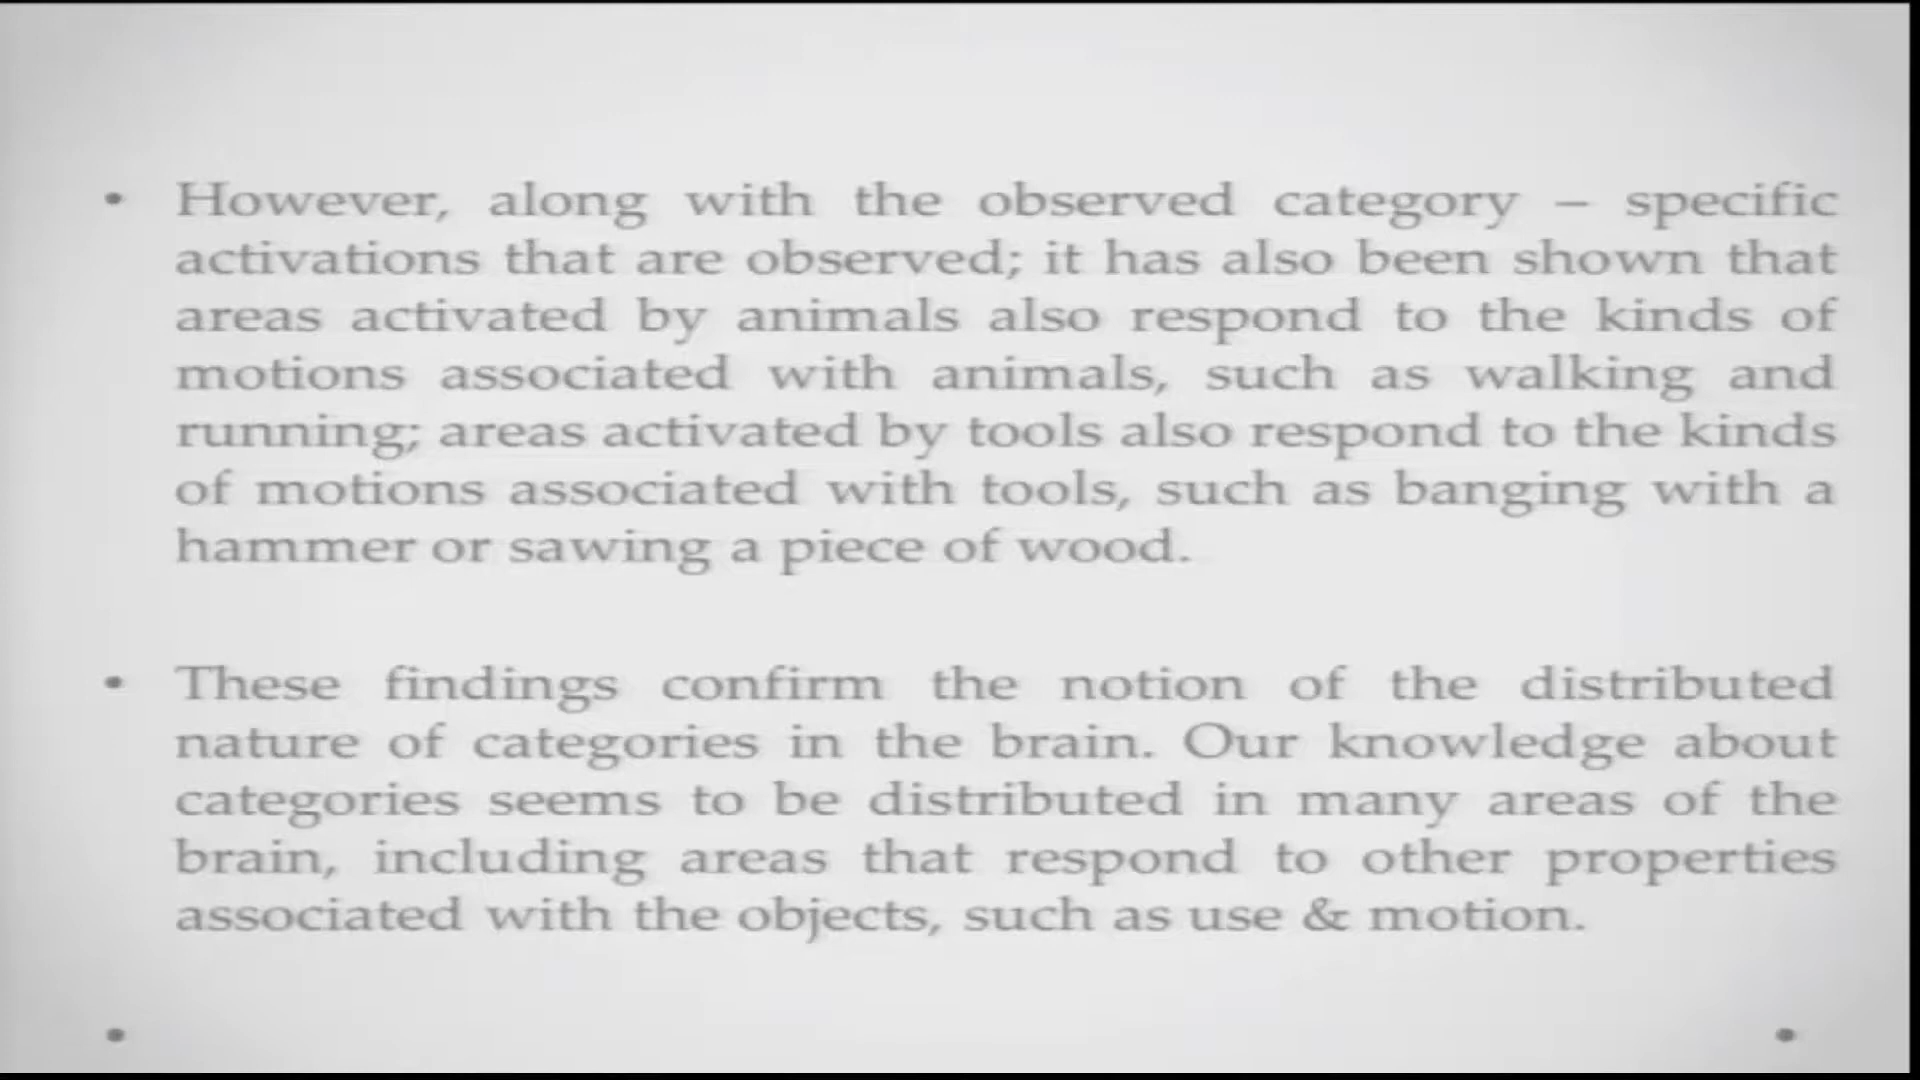 • However, along with the observed category – specific
activations that are observed; it has also been shown that
areas activated by animals also respond to the kinds of
motions associated with animals, such as walking and
running; areas activated by tools also respond to the kinds
of motions associated with tools, such as banging with a
hammer or sawing a piece of wood.
• These findings confirm the notion of the distributed
nature of categories in the brain. Our knowledge about
categories seems to be distributed in many areas of the
brain, including areas that respond to other properties
associated with the objects, such as use & motion.